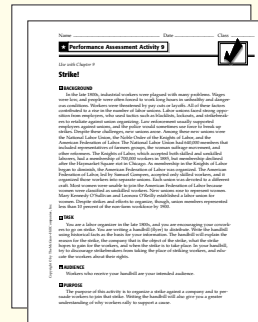 Name Date Class
★ Performance Assessment Activity 9
Use with Chapter 9
Strike!
BACKGROUND
In the late 1800s, industrial workers were plagued with many problems. Wages
were low, and people were often forced to work long hours in unhealthy and danger-
ous conditions. Workers were threatened by pay cuts or layoffs. All of these factors
contributed to a rise in the number of labor unions. Labor unions faced strong oppo-
sition from employers, who used tactics such as blacklists, lockouts, and strikebreak-
ers to retaliate against union organizing. Law enforcement usually supported
employers against unions, and the police would sometimes use force to break up
strikes. Despite these challenges, new unions arose. Among these new unions were
the National Labor Union, the Noble Order of the Knights of Labor, and the
American Federation of Labor. The National Labor Union had 640,000 members that
included representatives of farmers groups, the woman suffrage movement, and
other reformers. The Knights of Labor, which accepted both skilled and unskilled
laborers, had a membership of 700,000 workers in 1885, but membership declined
after the Haymarket Square riot in Chicago. As membership in the Knights of Labor
began to diminish, the American Federation of Labor was organized. The American
Federation of Labor, led by Samuel Gompers, accepted only skilled workers, and it
organized these workers into separate unions. Each union was devoted to a different
craft. Most women were unable to join the American Federation of Labor because
women were classified as unskilled workers. New unions rose to represent women.
Mary Kenney O'Sullivan and Leonora O'Reilly established a labor union for
women. Despite strikes and efforts to organize, though, union members represented
less than 10 percent of the non-farm workforce by 1900.
TASK
You are a labor organizer in the late 1800s, and you are encouraging your cowork-
ers to go on strike. You are writing a handbill (flyer) to distribute. Write the handbill
using historical facts as the basis for your information. The handbill will explain the
reason for the strike, the company that is the object of the strike, what the strike
hopes to gain for the workers, and when the strike is to take place. In your handbill,
try to discourage strikebreakers from taking the place of striking workers, and edu-
cate the workers about their rights.
AUDIENCE
Workers who receive your handbill are your intended audience.
PURPOSE
The purpose of this activity is to organize a strike against a company and to per-
suade workers to join that strike. Writing the handbill will also give you a greater
understanding of why workers rally to support a cause.